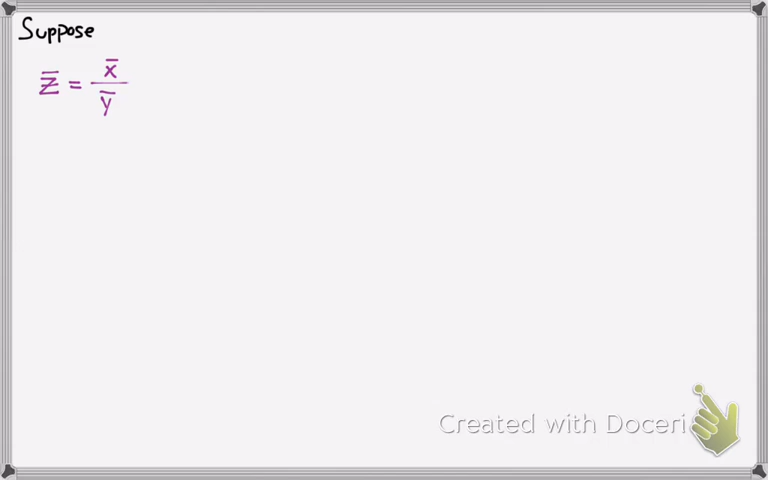 Suppose
z̄ = x̄ / ȳ
Created with Doceri